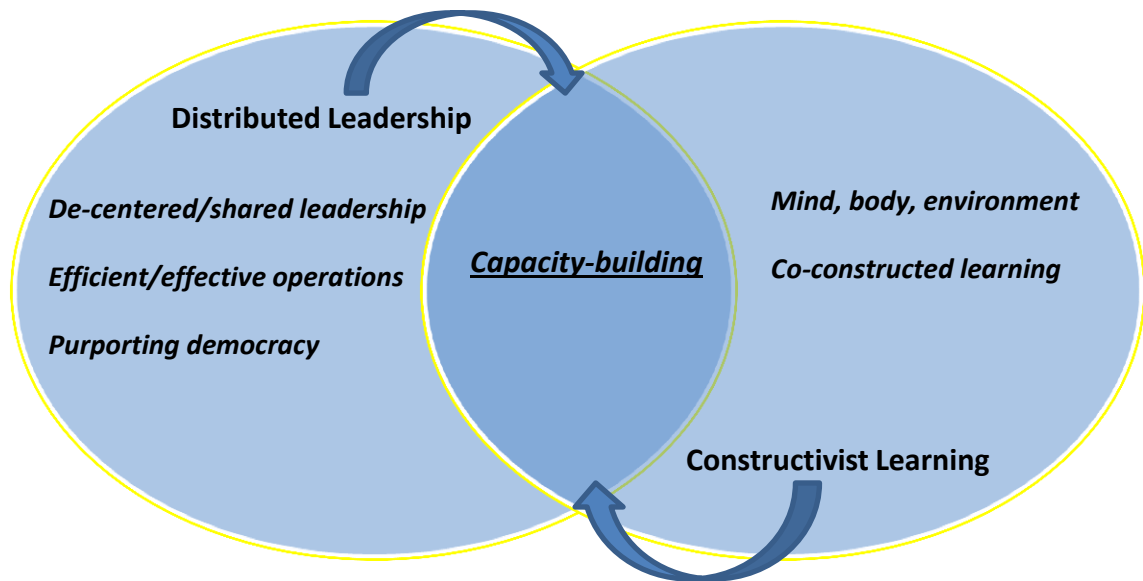 Distributed Leadership
De-centered/shared leadership
Efficient/effective operations
Purporting democracy
Capacity-building
Mind, body, environment
Co-constructed learning
Constructivist Learning